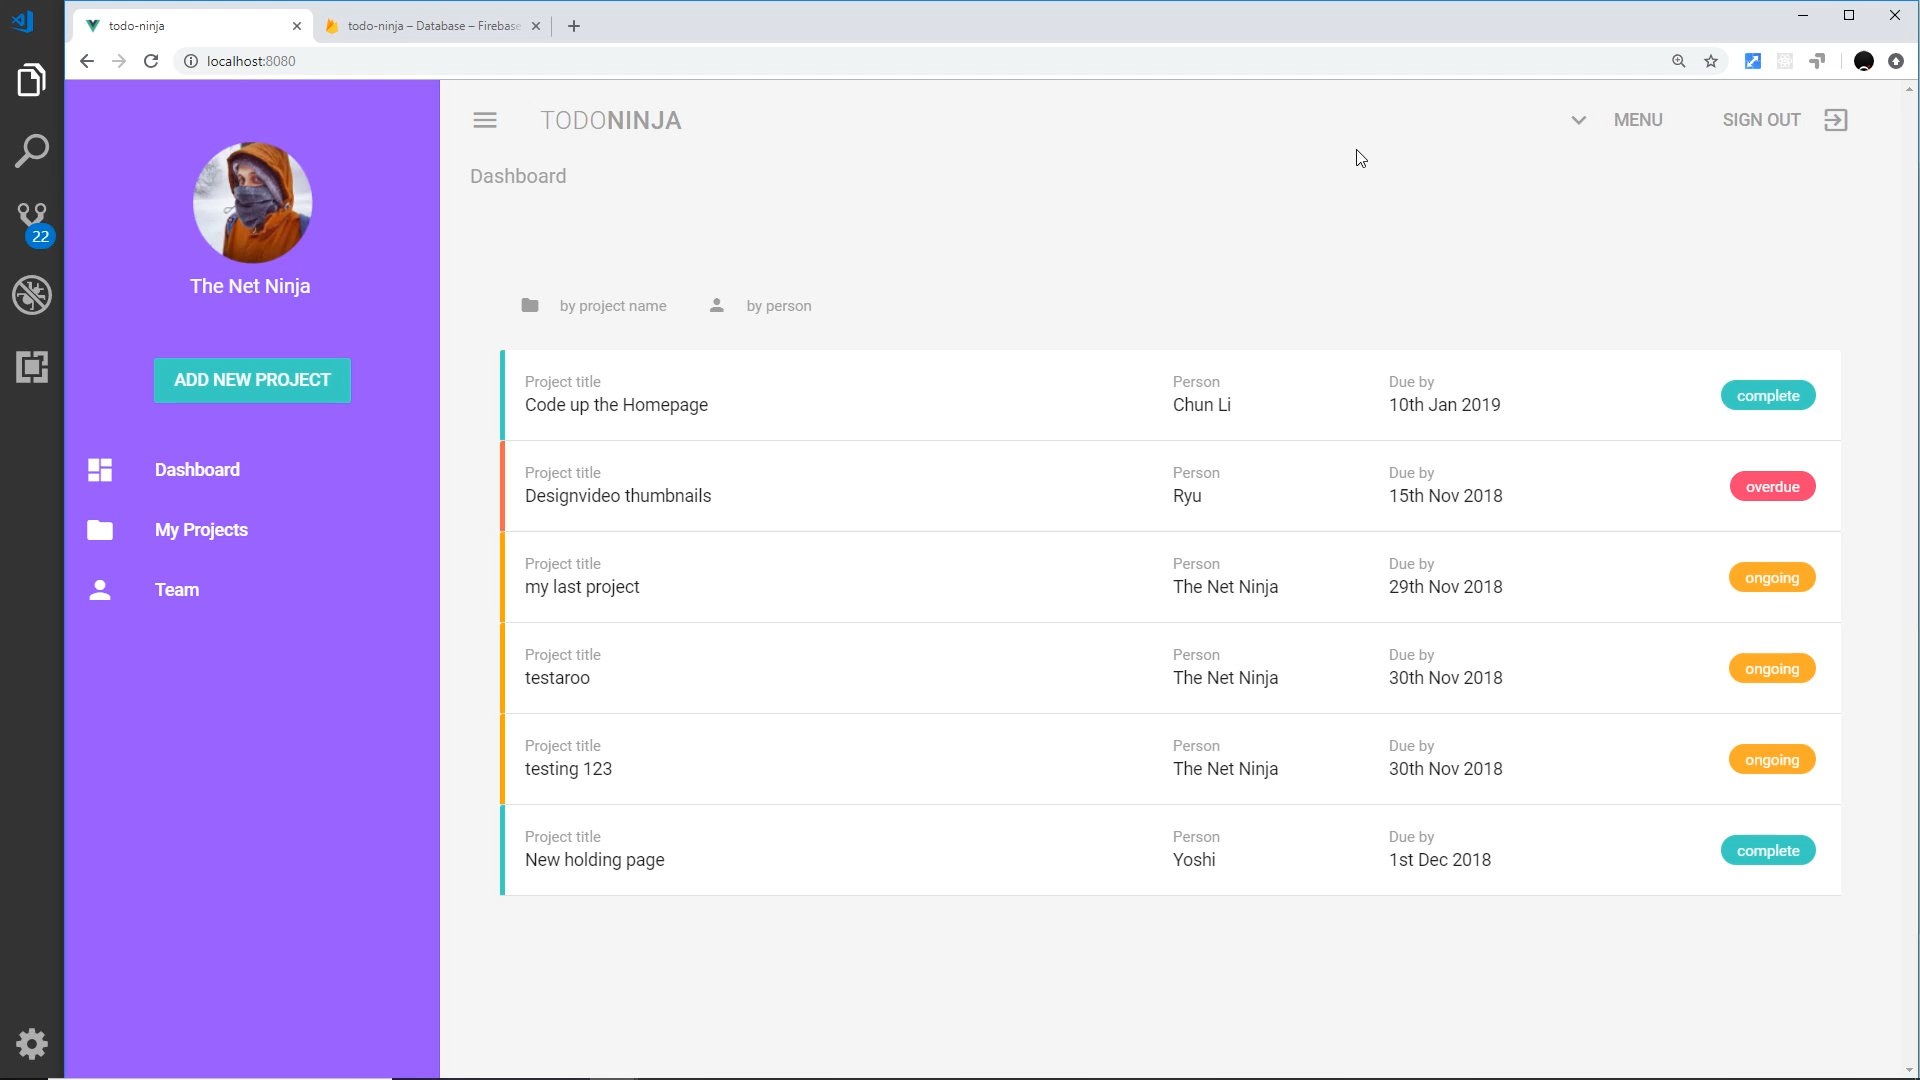 todo-ninja
todo-ninja – Database – Firebase
localhost:8080
22
The Net Ninja
ADD NEW PROJECT
Dashboard
My Projects
Team
TODONINJA
MENU
SIGN OUT
Dashboard
by project name
by person
Project title
Code up the Homepage
Person
Chun Li
Due by
10th Jan 2019
complete
Project title
Designvideo thumbnails
Person
Ryu
Due by
15th Nov 2018
overdue
Project title
my last project
Person
The Net Ninja
Due by
29th Nov 2018
ongoing
Project title
testaroo
Person
The Net Ninja
Due by
30th Nov 2018
ongoing
Project title
testing 123
Person
The Net Ninja
Due by
30th Nov 2018
ongoing
Project title
New holding page
Person
Yoshi
Due by
1st Dec 2018
complete